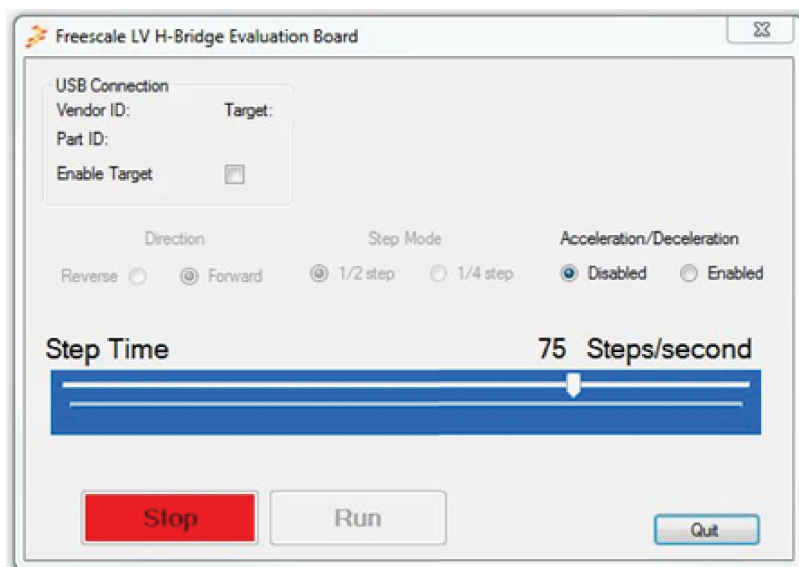 Freescale LV H-Bridge Evaluation Board
USB Connection
Vendor ID: Target:
Part ID:
Enable Target
Direction Step Mode Acceleration/Deceleration
Reverse Forward 1/2 step 1/4 step Disabled Enabled
Step Time 75 Steps/second
Stop Run Quit